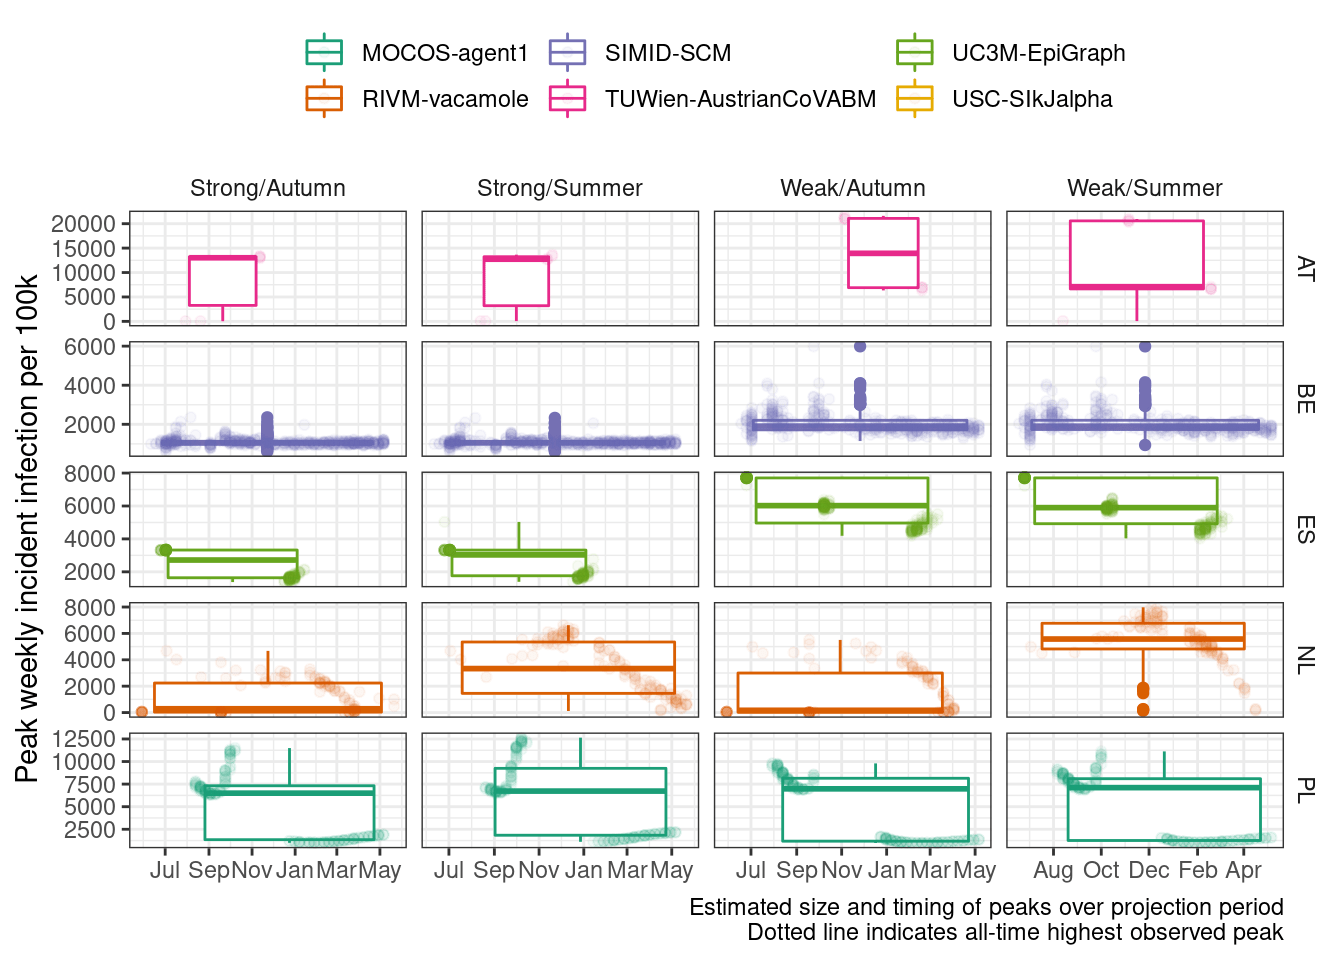 MOCOS-agent1 SIMID-SCM UC3M-EpiGraph
RIVM-vacamole TUWien-AustrianCoVABM USC-SIkJalpha
Strong/Autumn Strong/Summer Weak/Autumn Weak/Summer
Peak weekly incident infection per 100k
20000
15000
10000
5000
0
AT
6000
4000
2000
BE
8000
6000
4000
2000
ES
8000
6000
4000
2000
0
NL
12500
10000
7500
5000
2500
PL
Jul Sep Nov Jan Mar May Jul Sep Nov Jan Mar May Jul Sep Nov Jan Mar May Aug Oct Dec Feb Apr
Estimated size and timing of peaks over projection period
Dotted line indicates all-time highest observed peak